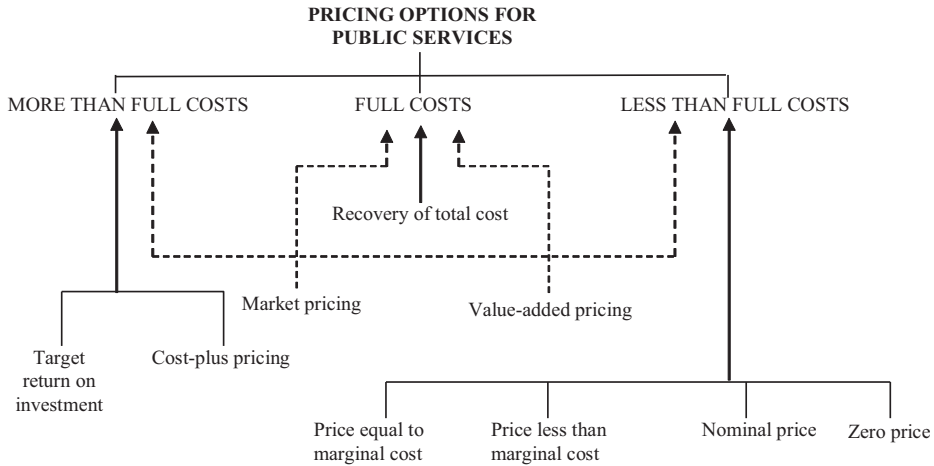 PRICING OPTIONS FOR
PUBLIC SERVICES
MORE THAN FULL COSTS
FULL COSTS
LESS THAN FULL COSTS
Recovery of total cost
Market pricing
Value-added pricing
Target
return on
investment
Cost-plus pricing
Price equal to
marginal cost
Price less than
marginal cost
Nominal price
Zero price